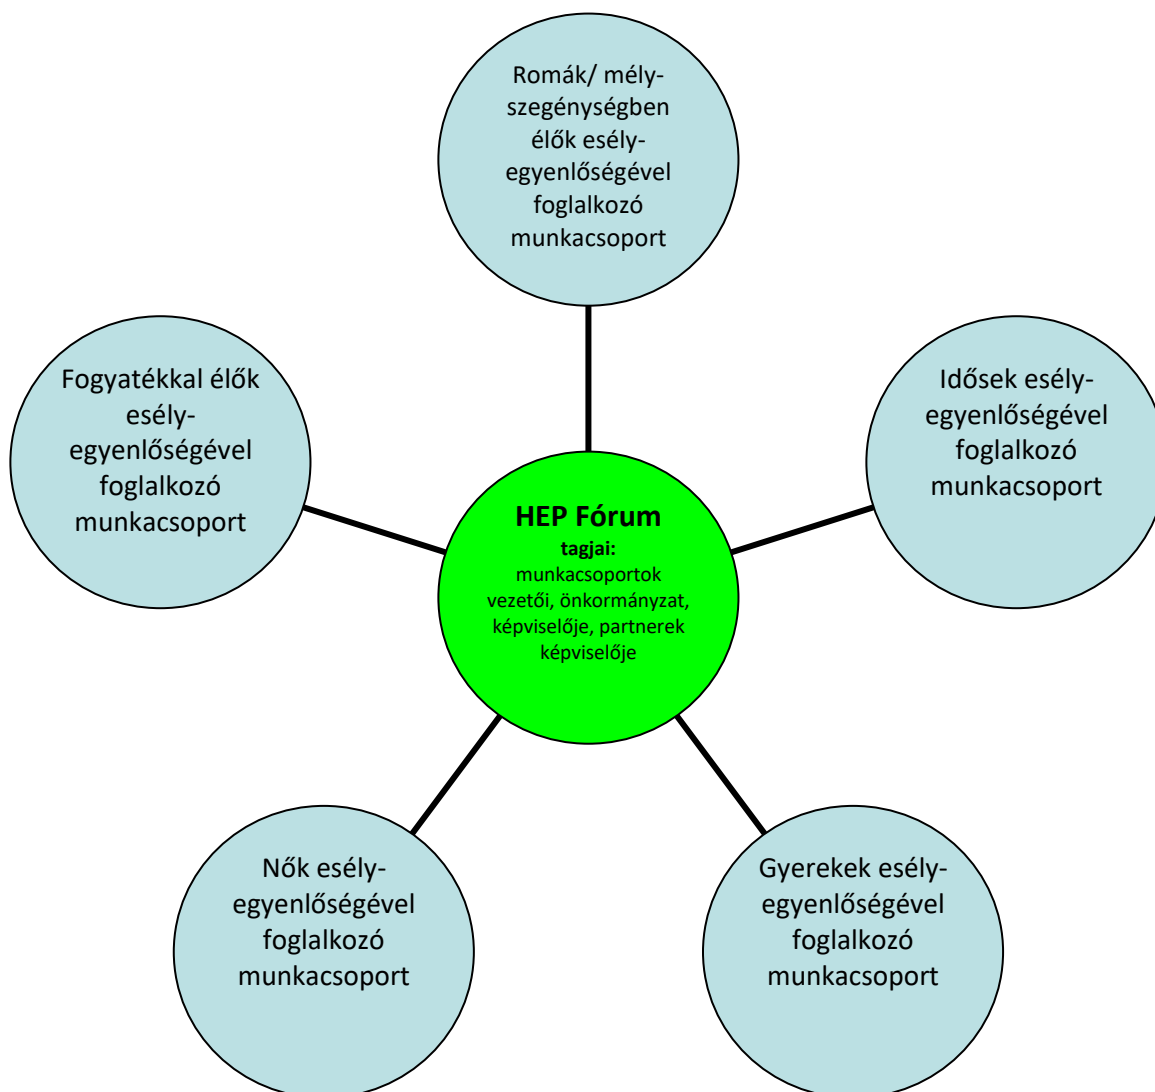 Romák/ mély-
szegénységben
élők esély-
egyenlőségével
foglalkozó
munkacsoport
Fogyatékkal élők
esély-
egyenlőségével
foglalkozó
munkacsoport
Idősek esély-
egyenlőségével
foglalkozó
munkacsoport
HEP Fórum
tagjai:
munkacsoportok
vezetői, önkormányzat,
képviselője, partnerek
képviselője
Nők esély-
egyenlőségével
foglalkozó
munkacsoport
Gyerekek esély-
egyenlőségével
foglalkozó
munkacsoport